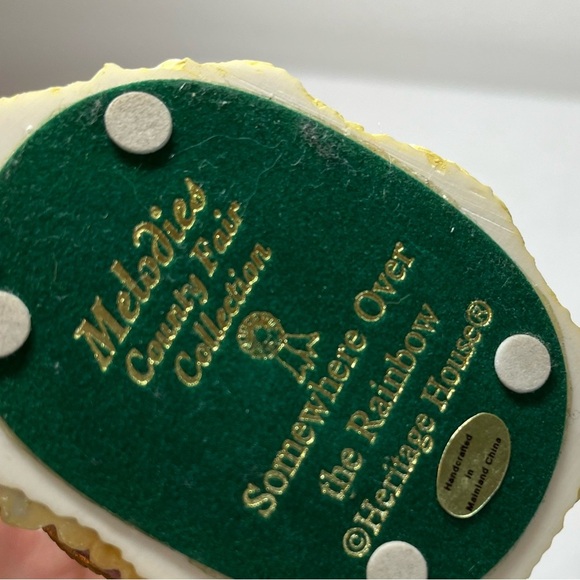 Melodies
County Fair
Collection
Somewhere Over
the Rainbow
©Heritage House®
Handcrafted
in
Mainland China